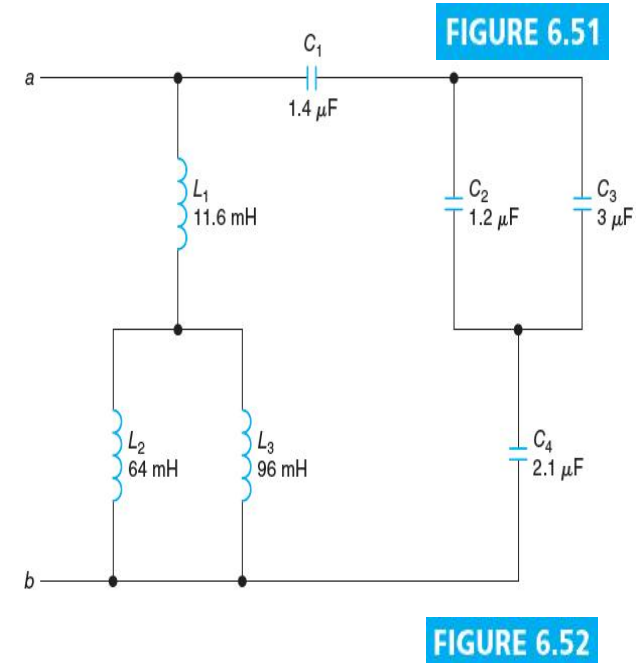 FIGURE 6.51
C₁
a
1.4 μF
L₁
11.6 mH
C₂
1.2 μF
C₃
3 μF
L₂
64 mH
L₃
96 mH
C₄
2.1 μF
b
FIGURE 6.52